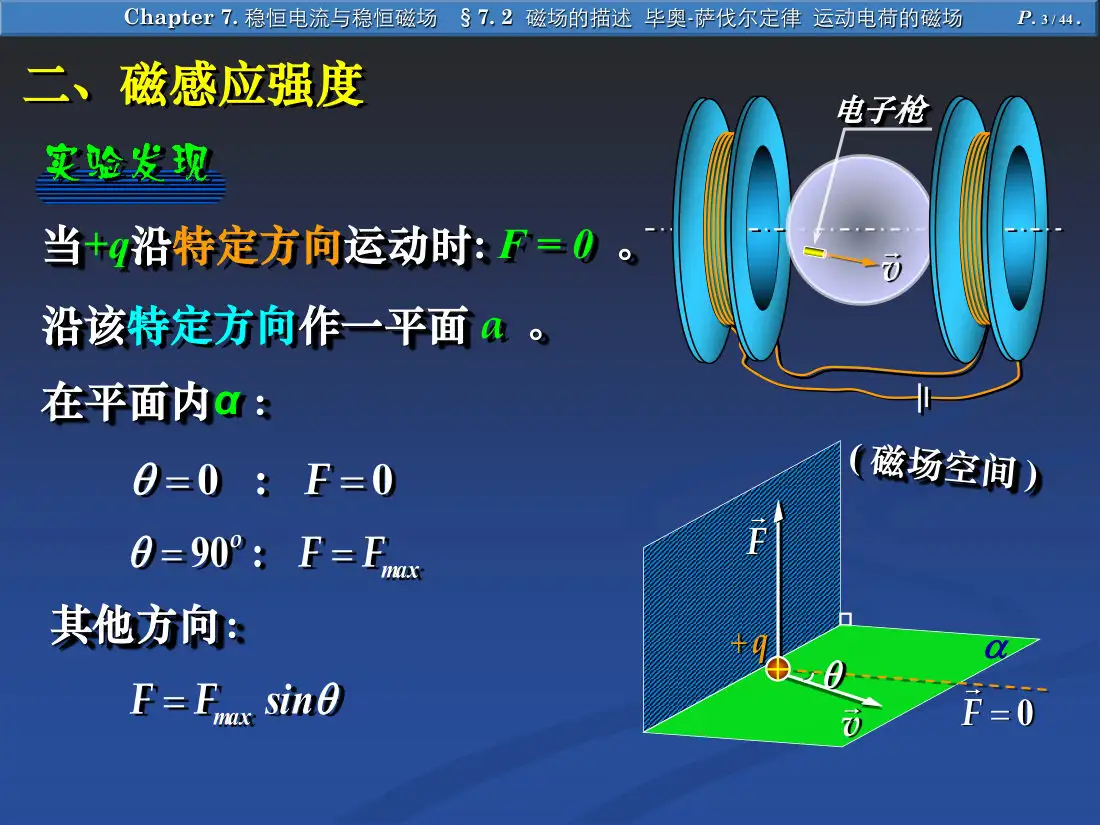 Chapter 7. 稳恒电流与稳恒磁场 §7.2 磁场的描述 毕奥-萨伐尔定律 运动电荷的磁场 P. 3 / 44 .
二、磁感应强度
实验发现
当+q沿特定方向运动时: F = 0 。
沿该特定方向作一平面 a 。
在平面内α :
θ = 0 : F = 0
θ = 90º : F = Fmax
其他方向:
F = Fmax sinθ
电子枪
v⃗
( 磁场空间 )
F⃗
+q
θ
α
v⃗
F⃗ = 0